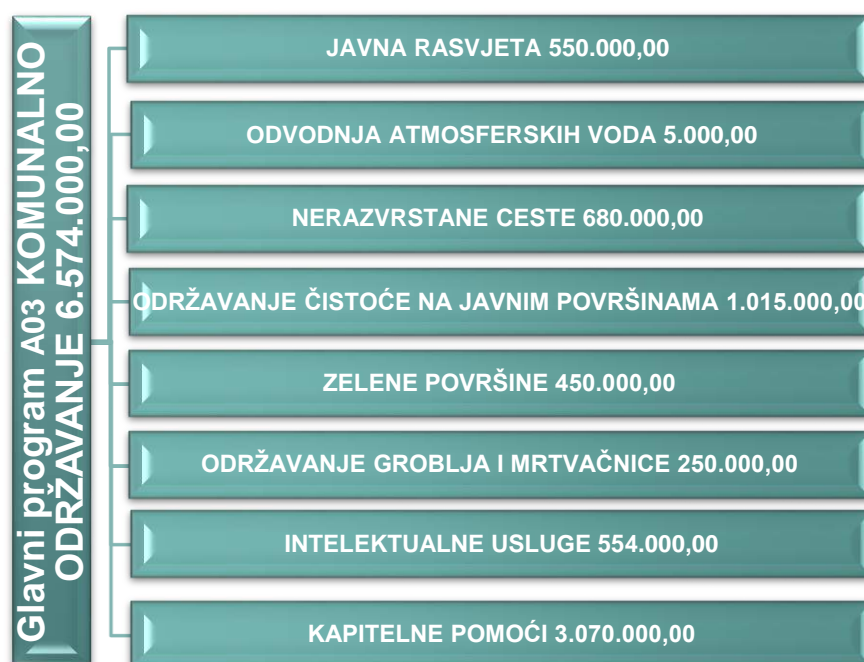 Glavni program A03 KOMUNALNO
ODRŽAVANJE 6.574.000,00
JAVNA RASVJETA 550.000,00
ODVODNJA ATMOSFERSKIH VODA 5.000,00
NERAZVRSTANE CESTE 680.000,00
ODRŽAVANJE ČISTOĆE NA JAVNIM POVRŠINAMA 1.015.000,00
ZELENE POVRŠINE 450.000,00
ODRŽAVANJE GROBLJA I MRTVAČNICE 250.000,00
INTELEKTUALNE USLUGE 554.000,00
KAPITELNE POMOĆI 3.070.000,00